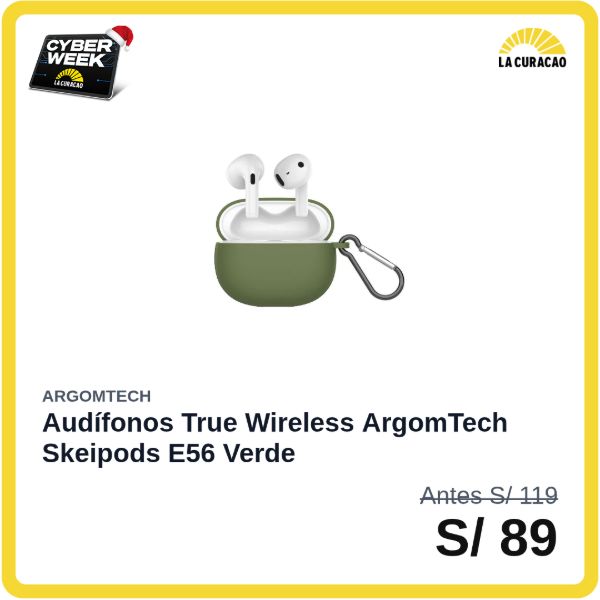 CYBER
WEEK
LA CURACAO
LA CURACAO
ARGOMTECH
Audífonos True Wireless ArgomTech
Skeipods E56 Verde
Antes S/ 119
S/ 89